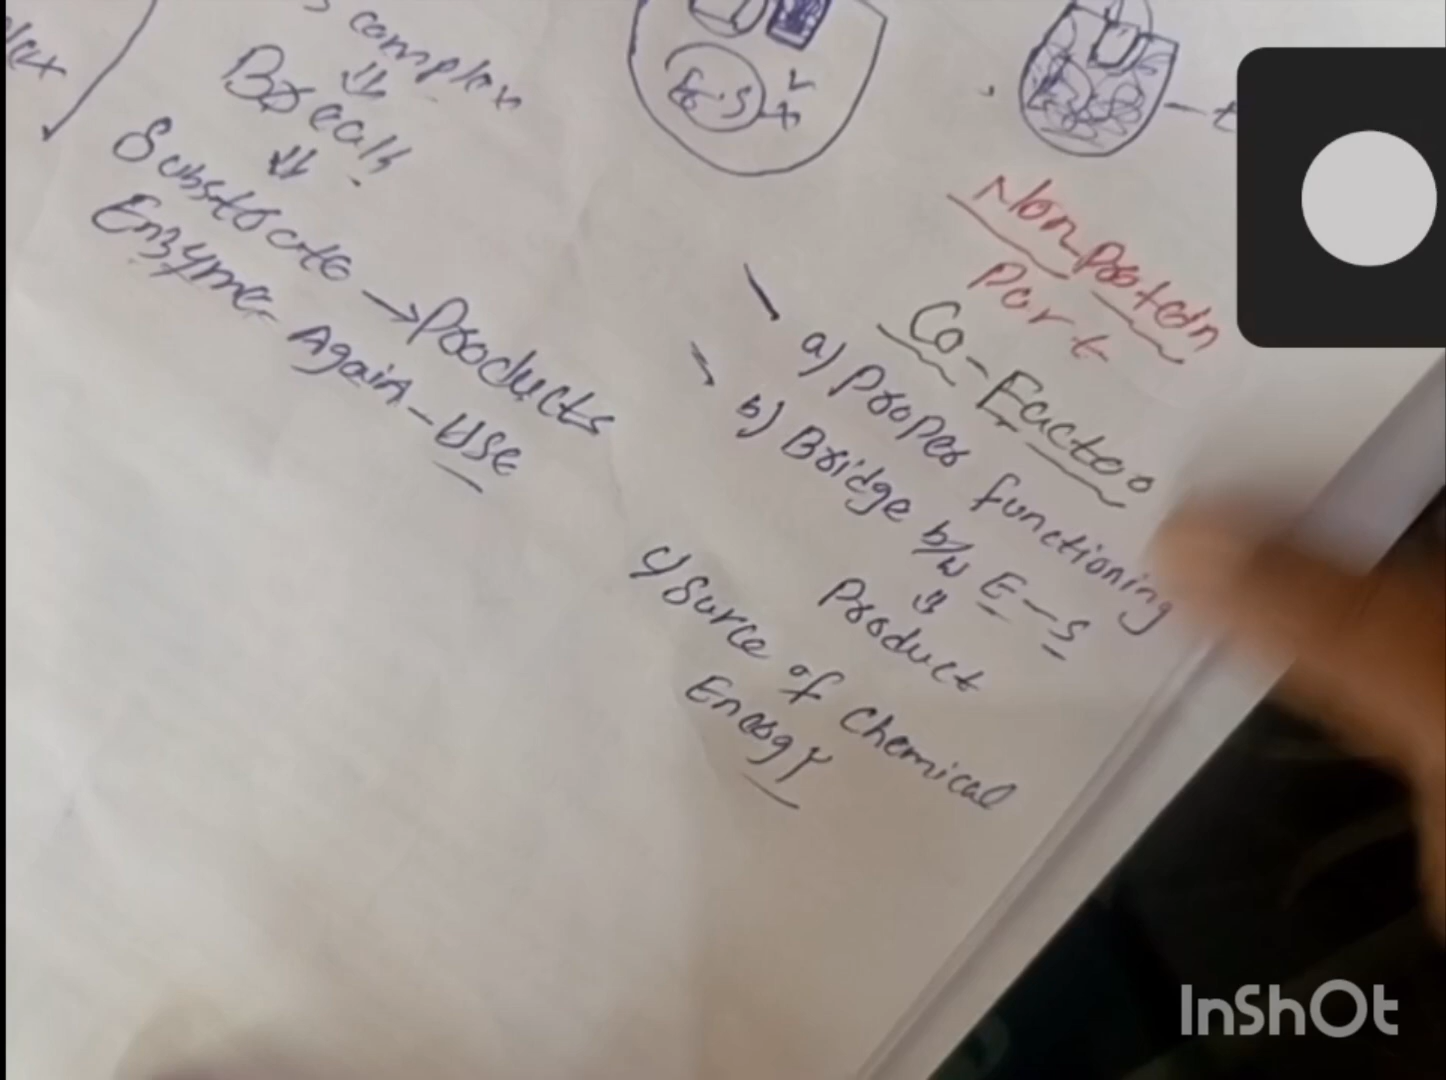 complex
Break
Substrate → Products
Enzyme Again - Use
E-S
Non Protein
Part
Co-Factor
a) Proper functioning
b) Bridge b/w E-S
Product
c) Surce of Chemical
Energy
InShOt